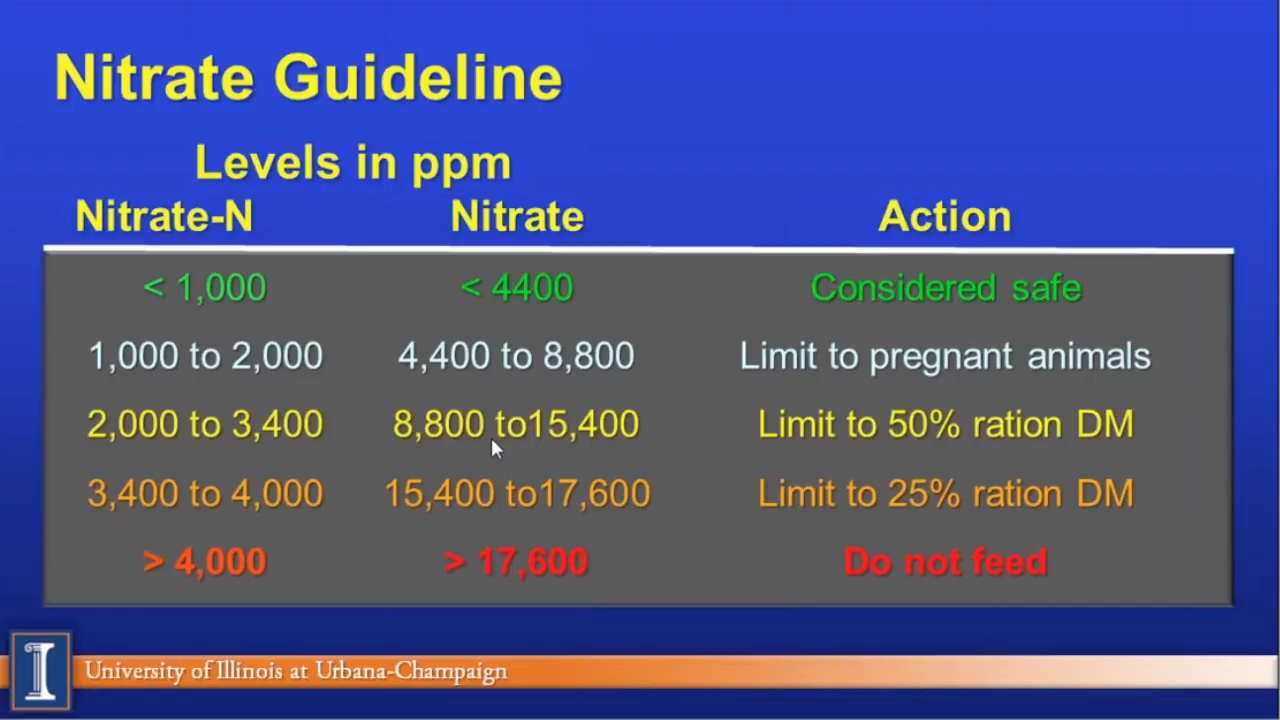 Nitrate Guideline
Levels in ppm
Nitrate-N Nitrate Action
< 1,000 < 4400 Considered safe
1,000 to 2,000 4,400 to 8,800 Limit to pregnant animals
2,000 to 3,400 8,800 to15,400 Limit to 50% ration DM
3,400 to 4,000 15,400 to17,600 Limit to 25% ration DM
> 4,000 > 17,600 Do not feed
I University of Illinois at Urbana-Champaign